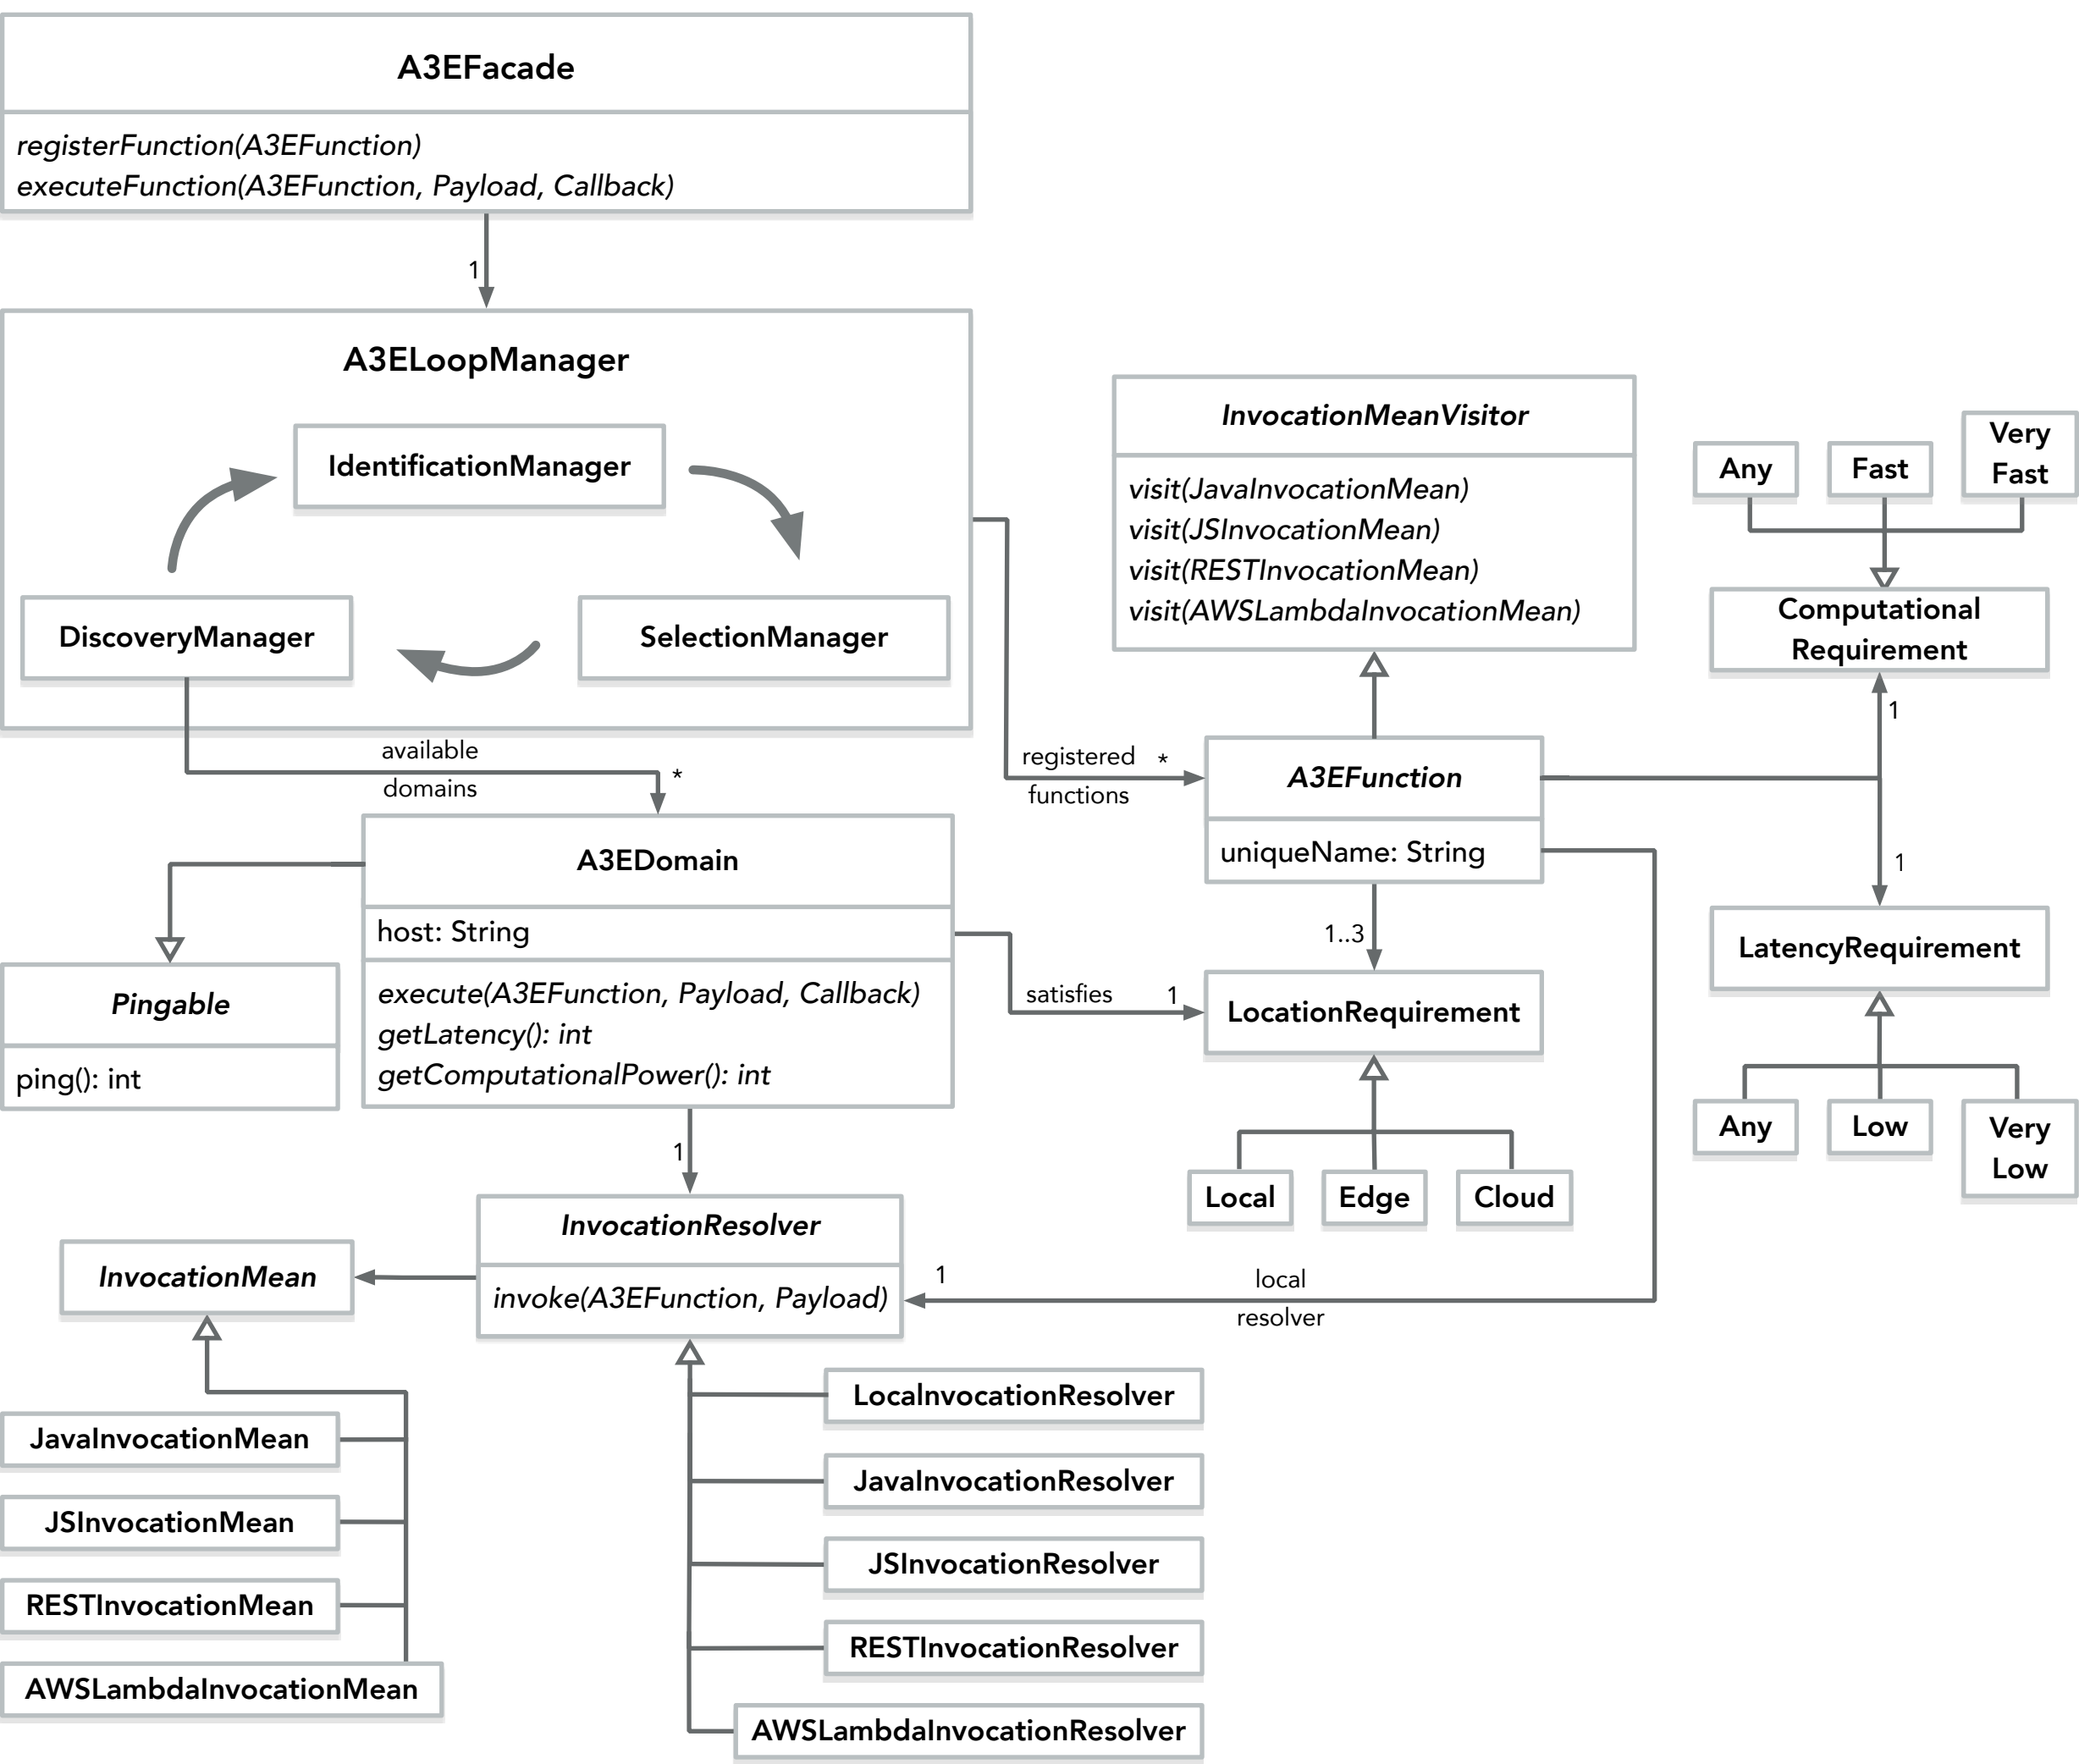 A3EFacade
registerFunction(A3EFunction)
executeFunction(A3EFunction, Payload, Callback)
1
A3ELoopManager
IdentificationManager
DiscoveryManager
SelectionManager
available
domains
*
registered
functions
*
InvocationMeanVisitor
visit(JavaInvocationMean)
visit(JSInvocationMean)
visit(RESTInvocationMean)
visit(AWSLambdaInvocationMean)
Any
Fast
Very
Fast
Computational
Requirement
1
A3EFunction
uniqueName: String
1
LatencyRequirement
Any
Low
Very
Low
1..3
A3EDomain
host: String
execute(A3EFunction, Payload, Callback)
getLatency(): int
getComputationalPower(): int
Pingable
ping(): int
satisfies
1
LocationRequirement
Local
Edge
Cloud
1
InvocationResolver
invoke(A3EFunction, Payload)
1
local
resolver
InvocationMean
JavaInvocationMean
JSInvocationMean
RESTInvocationMean
AWSLambdaInvocationMean
LocalnvocationResolver
JavaInvocationResolver
JSInvocationResolver
RESTInvocationResolver
AWSLambdaInvocationResolver